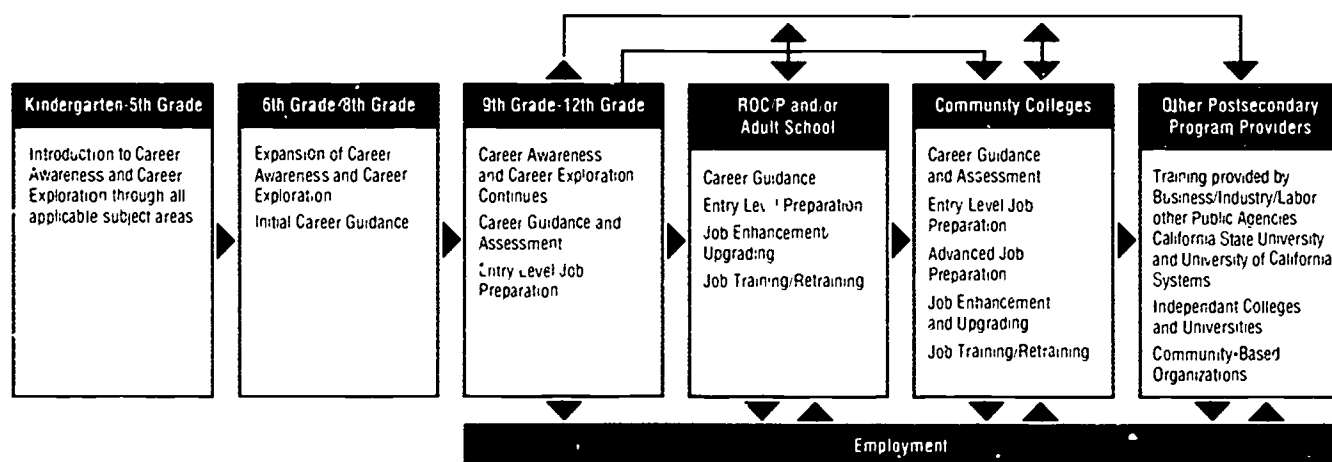 Kindergarten-5th Grade
Introduction to Career
Awareness and Career
Exploration through all
applicable subject areas
6th Grade/8th Grade
Expansion of Career
Awareness and Career
Exploration
Initial Career Guidance
9th Grade-12th Grade
Career Awareness
and Career Exploration
Continues
Career Guidance and
Assessment
Entry Level Job
Preparation
ROC/P and/or
Adult School
Career Guidance
Entry Level Preparation
Job Enhancement/
Upgrading
Job Training/Retraining
Community Colleges
Career Guidance
and Assessment
Entry Level Job
Preparation
Advanced Job
Preparation
Job Enhancement
and Upgrading
Job Training/Retraining
Other Postsecondary
Program Providers
Training provided by
Business/Industry/Labor
other Public Agencies
California State University
and University of California
Systems
Independant Colleges
and Universities
Community-Based
Organizations
Employment